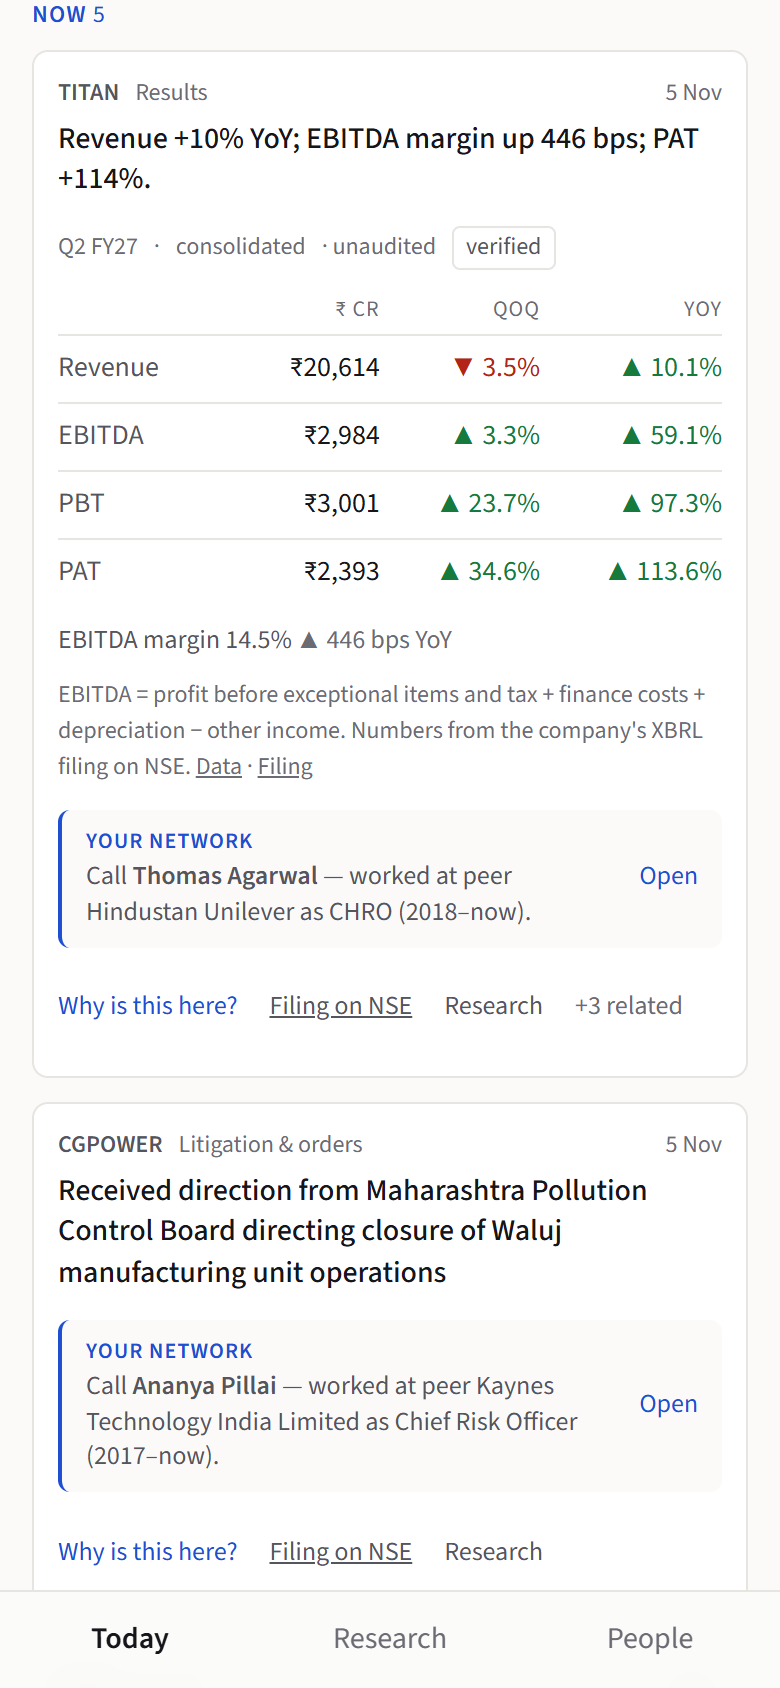 NOW 5
TITAN Results 5 Nov
Revenue +10% YoY; EBITDA margin up 446 bps; PAT
+114%.
Q2 FY27 · consolidated · unaudited verified
₹ CR QOQ YOY
Revenue ₹20,614 ▼ 3.5% ▲ 10.1%
EBITDA ₹2,984 ▲ 3.3% ▲ 59.1%
PBT ₹3,001 ▲ 23.7% ▲ 97.3%
PAT ₹2,393 ▲ 34.6% ▲ 113.6%
EBITDA margin 14.5% ▲ 446 bps YoY
EBITDA = profit before exceptional items and tax + finance costs +
depreciation − other income. Numbers from the company's XBRL
filing on NSE. Data · Filing
YOUR NETWORK
Call Thomas Agarwal — worked at peer
Hindustan Unilever as CHRO (2018–now).
Open
Why is this here? Filing on NSE Research +3 related
CGPOWER Litigation & orders 5 Nov
Received direction from Maharashtra Pollution
Control Board directing closure of Waluj
manufacturing unit operations
YOUR NETWORK
Call Ananya Pillai — worked at peer Kaynes
Technology India Limited as Chief Risk Officer
(2017–now).
Open
Why is this here? Filing on NSE Research
Today Research People